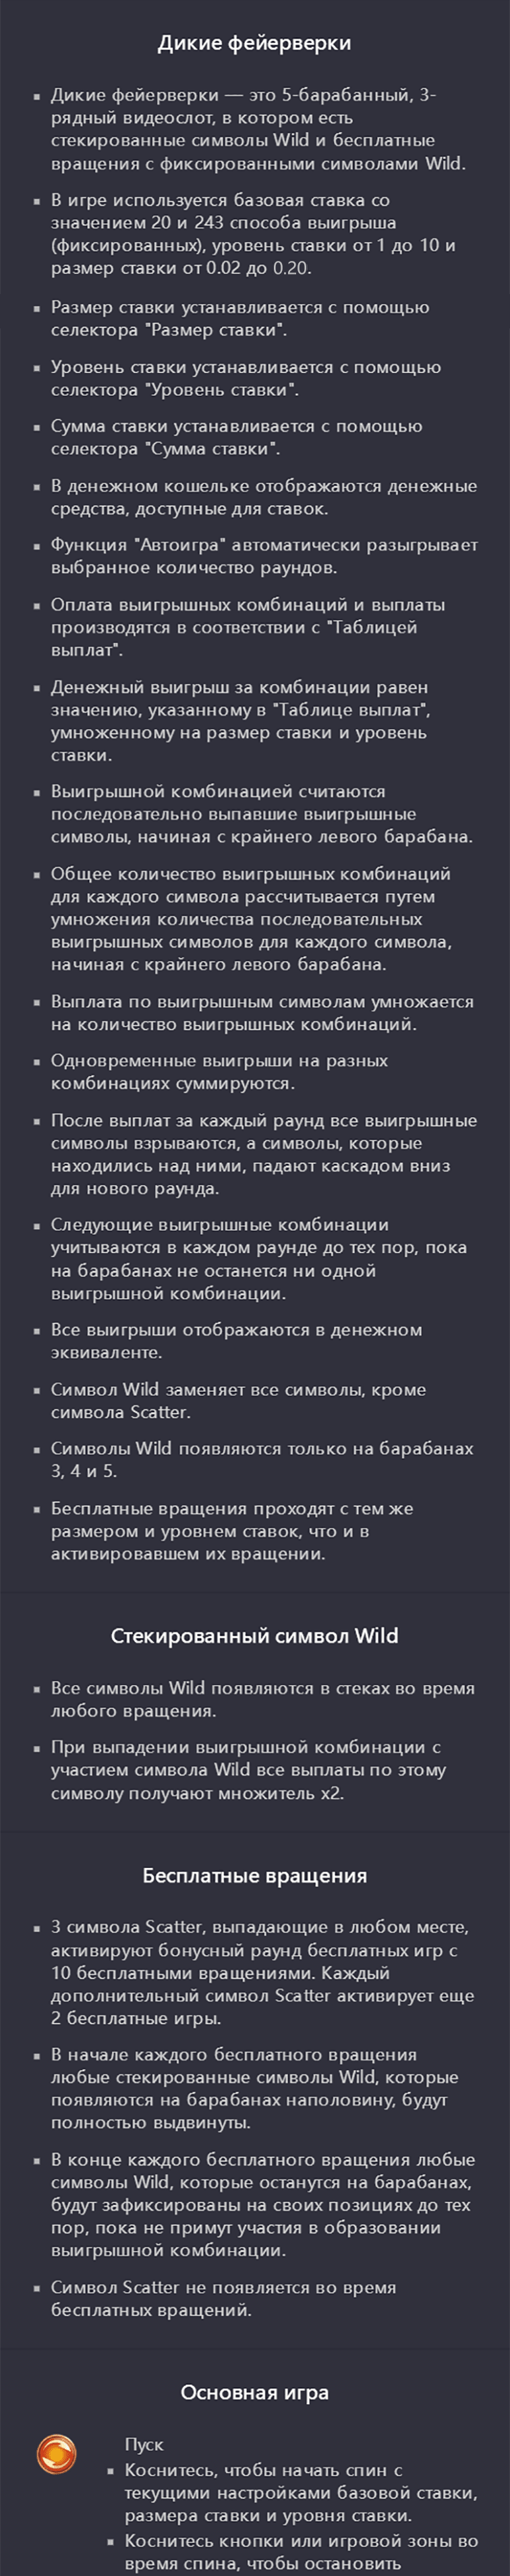 Дикие фейерверки
▪ Дикие фейерверки — это 5-барабанный, 3-
рядный видеослот, в котором есть
стекированные символы Wild и бесплатные
вращения с фиксированными символами Wild.
▪ В игре используется базовая ставка со
значением 20 и 243 способа выигрыша
(фиксированных), уровень ставки от 1 до 10 и
размер ставки от 0.02 до 0.20.
▪ Размер ставки устанавливается с помощью
селектора "Размер ставки".
▪ Уровень ставки устанавливается с помощью
селектора "Уровень ставки".
▪ Сумма ставки устанавливается с помощью
селектора "Сумма ставки".
▪ В денежном кошельке отображаются денежные
средства, доступные для ставок.
▪ Функция "Автоигра" автоматически разыгрывает
выбранное количество раундов.
▪ Оплата выигрышных комбинаций и выплаты
производятся в соответствии с "Таблицей
выплат".
▪ Денежный выигрыш за комбинации равен
значению, указанному в "Таблице выплат",
умноженному на размер ставки и уровень
ставки.
▪ Выигрышной комбинацией считаются
последовательно выпавшие выигрышные
символы, начиная с крайнего левого барабана.
▪ Общее количество выигрышных комбинаций
для каждого символа рассчитывается путем
умножения количества последовательных
выигрышных символов для каждого символа,
начиная с крайнего левого барабана.
▪ Выплата по выигрышным символам умножается
на количество выигрышных комбинаций.
▪ Одновременные выигрыши на разных
комбинациях суммируются.
▪ После выплат за каждый раунд все выигрышные
символы взрываются, а символы, которые
находились над ними, падают каскадом вниз
для нового раунда.
▪ Следующие выигрышные комбинации
учитываются в каждом раунде до тех пор, пока
на барабанах не останется ни одной
выигрышной комбинации.
▪ Все выигрыши отображаются в денежном
эквиваленте.
▪ Символ Wild заменяет все символы, кроме
символа Scatter.
▪ Символы Wild появляются только на барабанах
3, 4 и 5.
▪ Бесплатные вращения проходят с тем же
размером и уровнем ставок, что и в
активировавшем их вращении.
Стекированный символ Wild
▪ Все символы Wild появляются в стеках во время
любого вращения.
▪ При выпадении выигрышной комбинации с
участием символа Wild все выплаты по этому
символу получают множитель x2.
Бесплатные вращения
▪ 3 символа Scatter, выпадающие в любом месте,
активируют бонусный раунд бесплатных игр с
10 бесплатными вращениями. Каждый
дополнительный символ Scatter активирует еще
2 бесплатные игры.
▪ В начале каждого бесплатного вращения
любые стекированные символы Wild, которые
появляются на барабанах наполовину, будут
полностью выдвинуты.
▪ В конце каждого бесплатного вращения любые
символы Wild, которые останутся на барабанах,
будут зафиксированы на своих позициях до тех
пор, пока не примут участия в образовании
выигрышной комбинации.
▪ Символ Scatter не появляется во время
бесплатных вращений.
Основная игра
Пуск
▪ Коснитесь, чтобы начать спин с
текущими настройками базовой ставки,
размера ставки и уровня ставки.
▪ Коснитесь кнопки или игровой зоны во
время спина, чтобы остановить